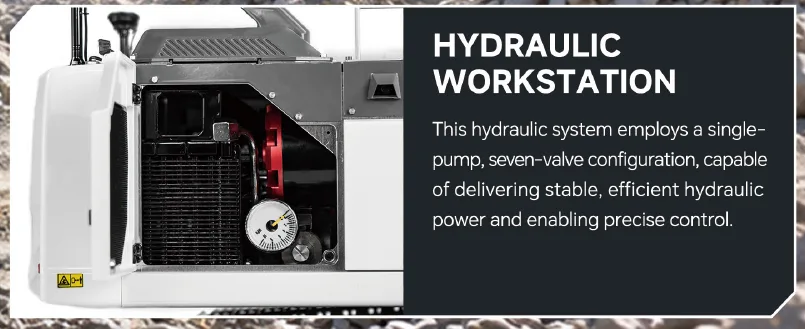 HYDRAULIC
WORKSTATION
This hydraulic system employs a single-
pump, seven-valve configuration, capable
of delivering stable, efficient hydraulic
power and enabling precise control.